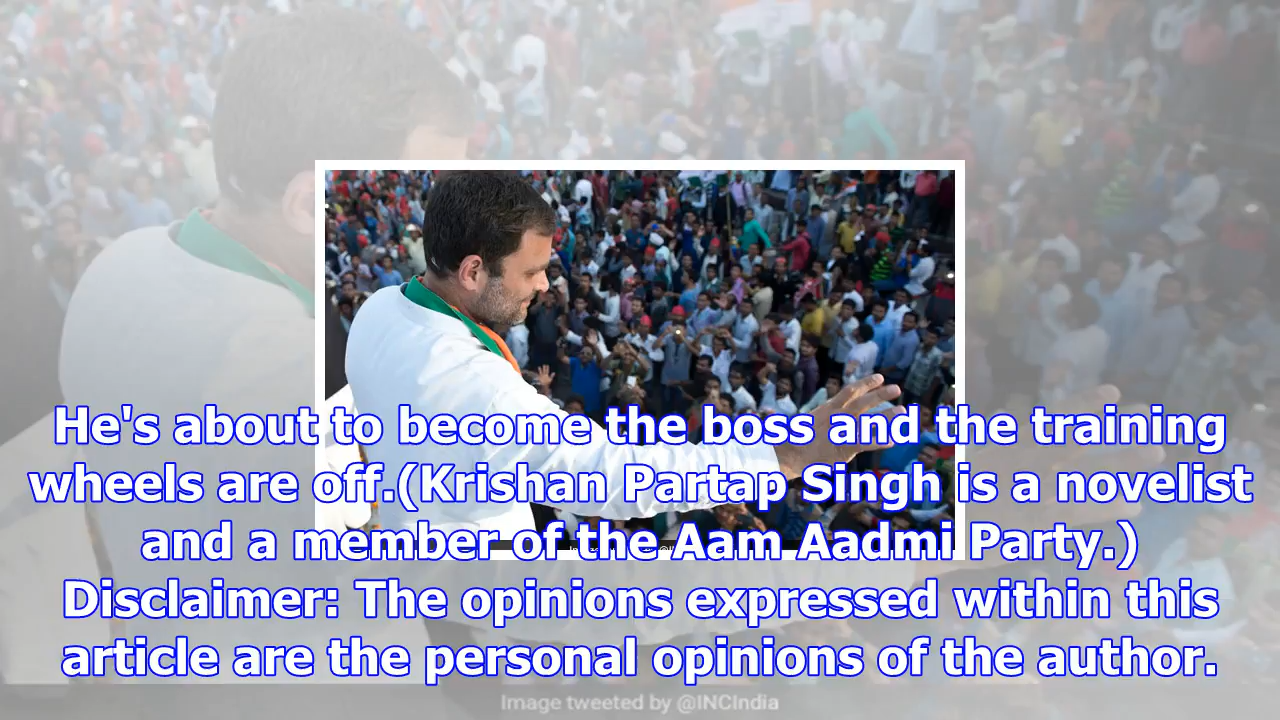 He's about to become the boss and the training
wheels are off.(Krishan Partap Singh is a novelist
and a member of the Aam Aadmi Party.)
Disclaimer: The opinions expressed within this
article are the personal opinions of the author.
Image tweeted by @INCIndia